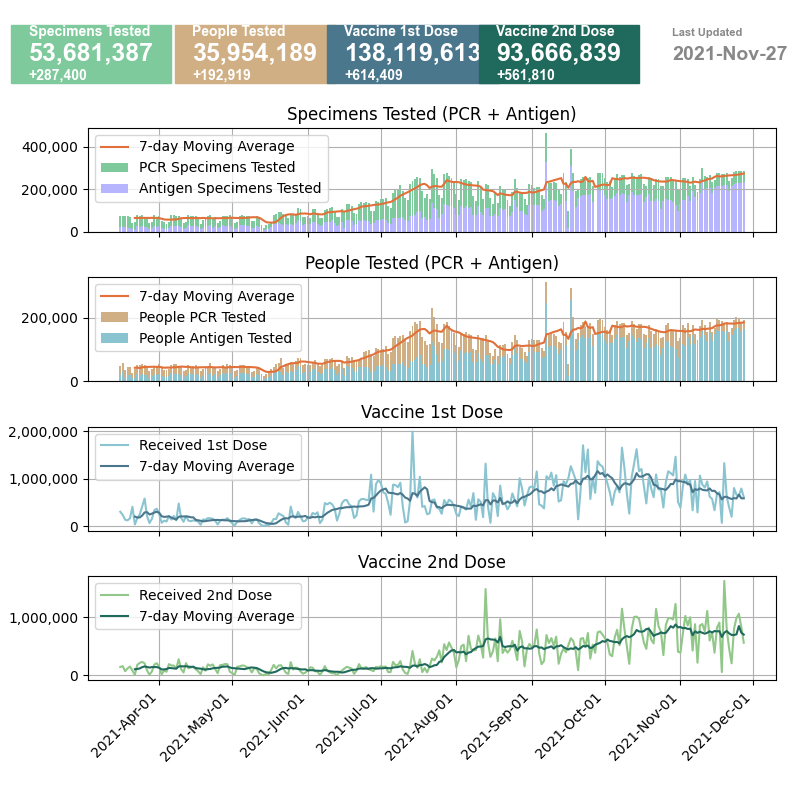 Specimens Tested
53,681,387
+287,400
People Tested
35,954,189
+192,919
Vaccine 1st Dose
138,119,613
+614,409
Vaccine 2nd Dose
93,666,839
+561,810
Last Updated
2021-Nov-27
Specimens Tested (PCR + Antigen)
400,000
200,000
0
7-day Moving Average
PCR Specimens Tested
Antigen Specimens Tested
People Tested (PCR + Antigen)
200,000
0
7-day Moving Average
People PCR Tested
People Antigen Tested
Vaccine 1st Dose
2,000,000
1,000,000
0
Received 1st Dose
7-day Moving Average
Vaccine 2nd Dose
1,000,000
0
Received 2nd Dose
7-day Moving Average
2021-Apr-01
2021-May-01
2021-Jun-01
2021-Jul-01
2021-Aug-01
2021-Sep-01
2021-Oct-01
2021-Nov-01
2021-Dec-01